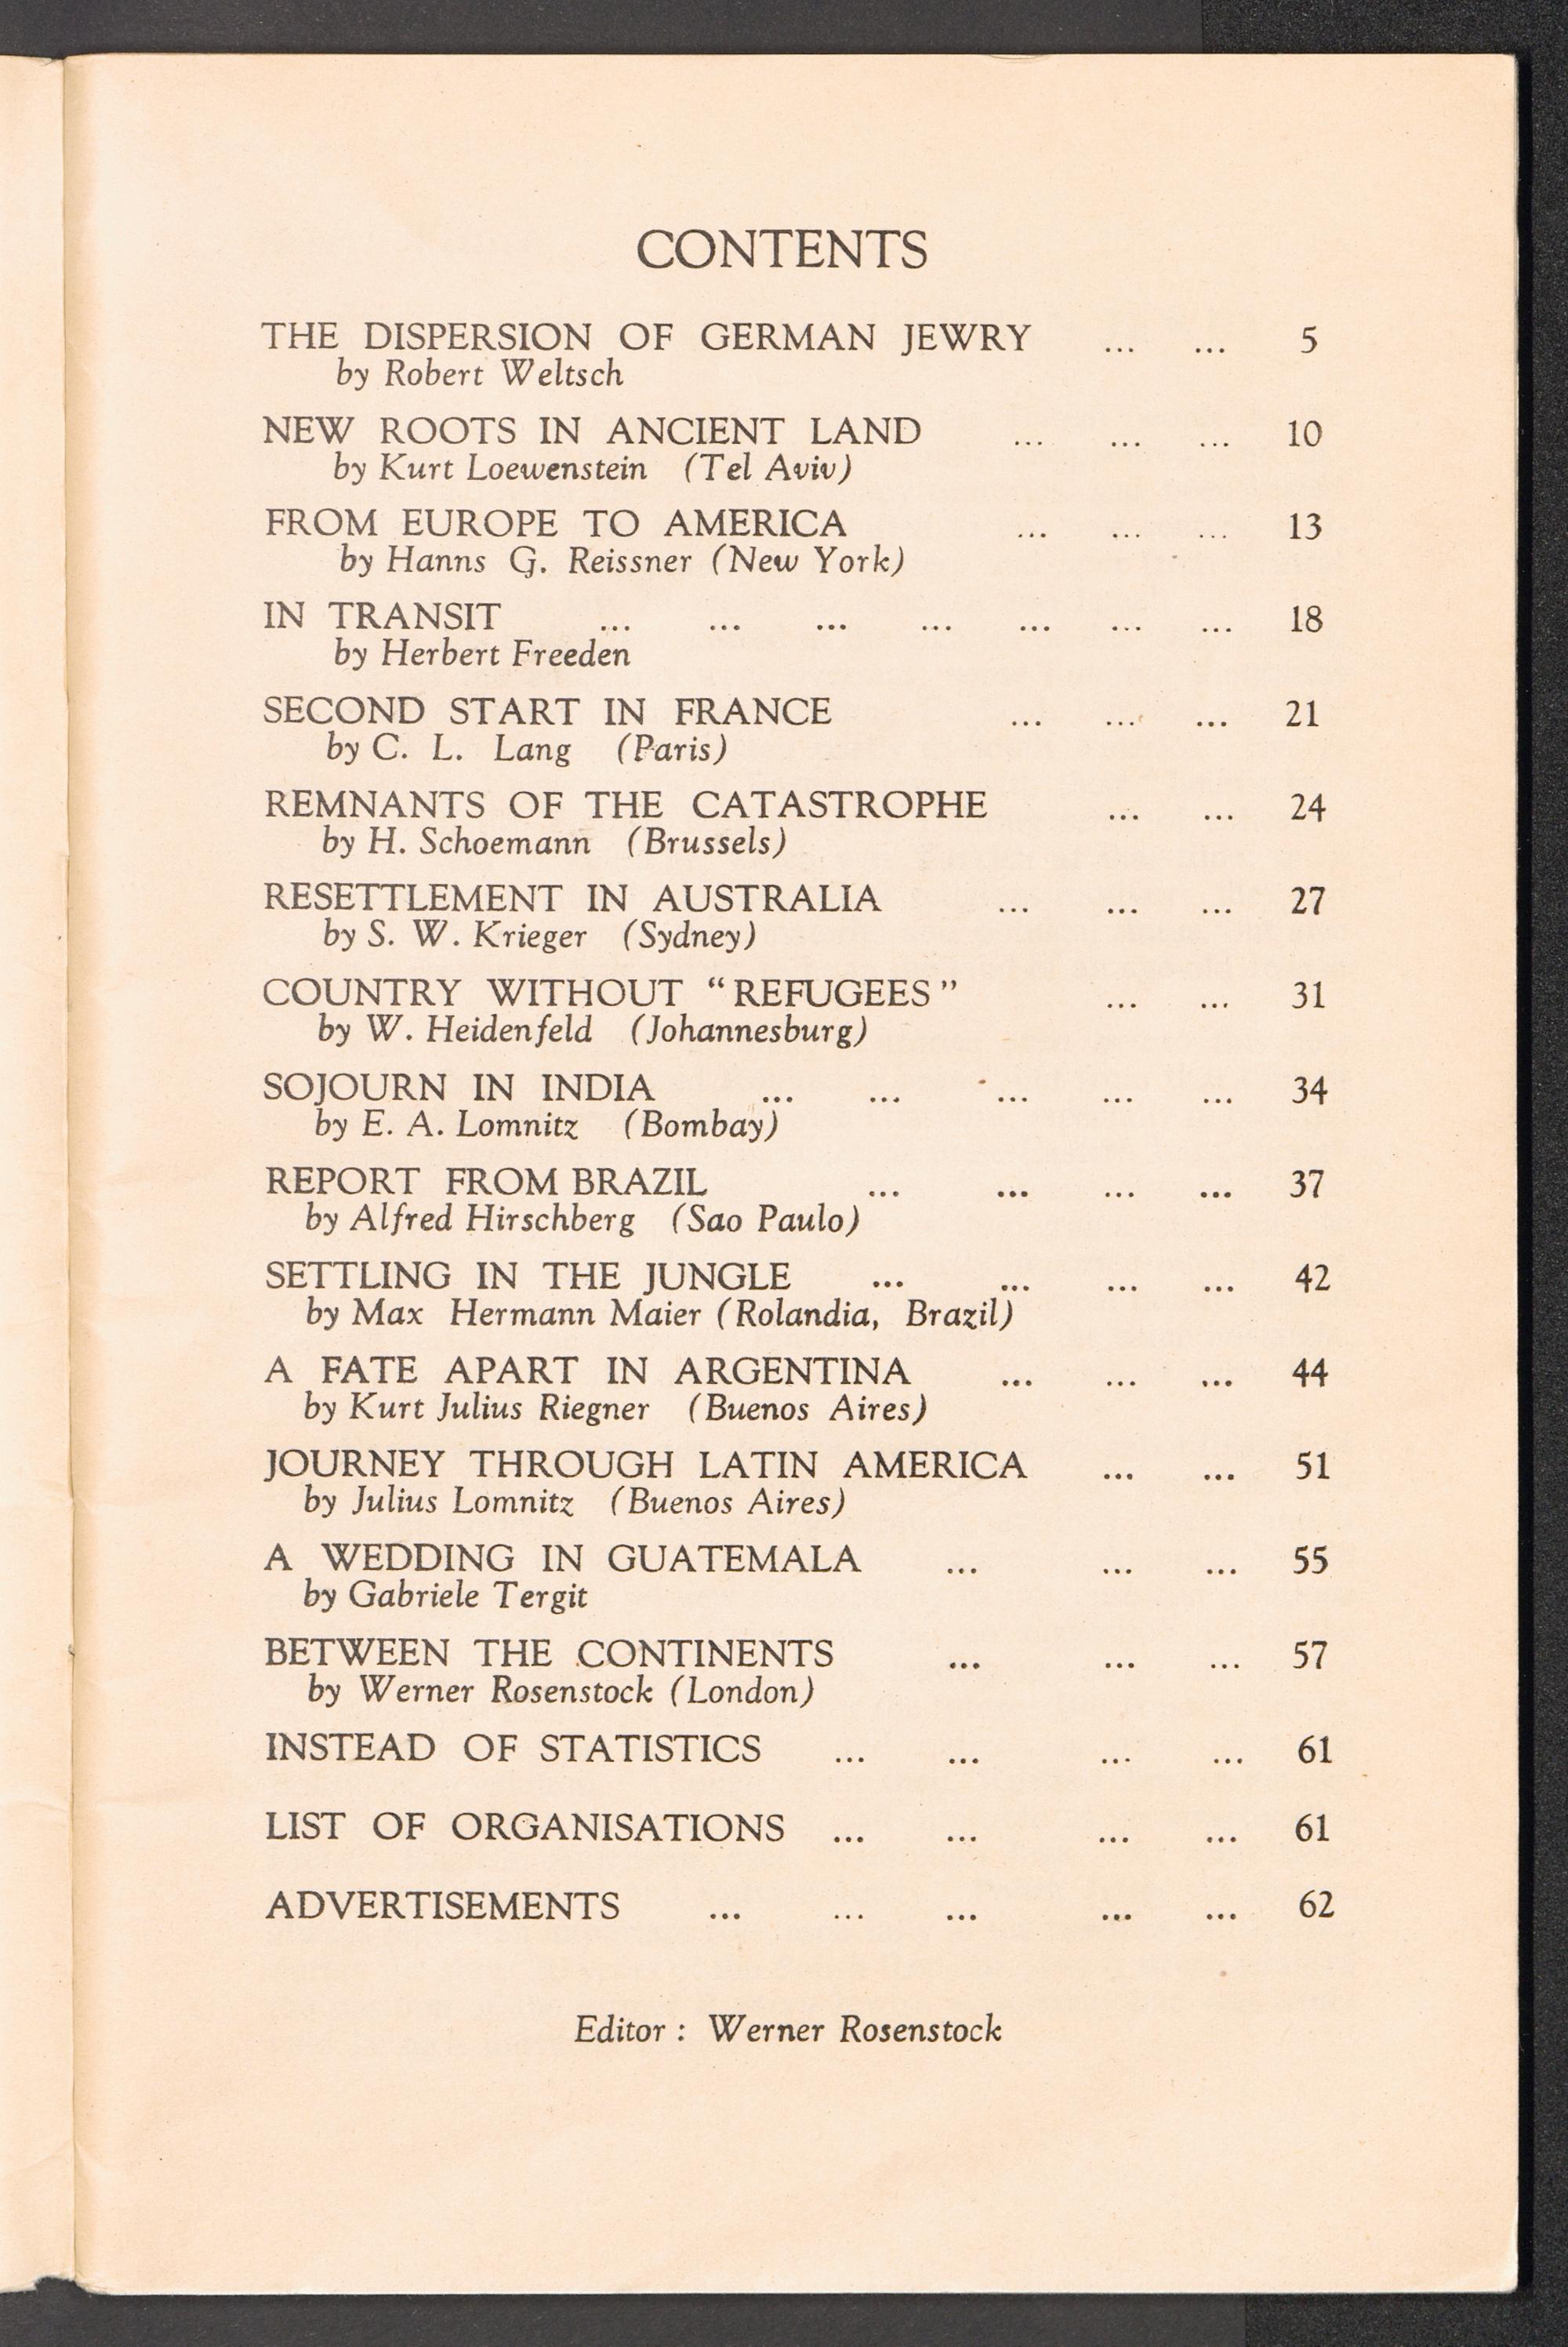 CONTENTS
THE DISPERSION OF GERMAN JEWRY ... ... 5
by Robert Weltsch
NEW ROOTS IN ANCIENT LAND ... ... ... 10
by Kurt Loewenstein (Tel Aviv)
FROM EUROPE TO AMERICA ... ... ... 13
by Hanns G. Reissner (New York)
IN TRANSIT ... ... ... ... ... ... ... 18
by Herbert Freeden
SECOND START IN FRANCE ... ... ... 21
by C. L. Lang (Paris)
REMNANTS OF THE CATASTROPHE ... ... 24
by H. Schoemann (Brussels)
RESETTLEMENT IN AUSTRALIA ... ... ... 27
by S. W. Krieger (Sydney)
COUNTRY WITHOUT “REFUGEES” ... ... 31
by W. Heidenfeld (Johannesburg)
SOJOURN IN INDIA ... ... ... ... ... 34
by E. A. Lomnitz (Bombay)
REPORT FROM BRAZIL ... ... ... ... 37
by Alfred Hirschberg (Sao Paulo)
SETTLING IN THE JUNGLE ... ... ... ... 42
by Max Hermann Maier (Rolandia, Brazil)
A FATE APART IN ARGENTINA ... ... ... 44
by Kurt Julius Riegner (Buenos Aires)
JOURNEY THROUGH LATIN AMERICA ... ... 51
by Julius Lomnitz (Buenos Aires)
A WEDDING IN GUATEMALA ... ... ... 55
by Gabriele Tergit
BETWEEN THE CONTINENTS ... ... ... 57
by Werner Rosenstock (London)
INSTEAD OF STATISTICS ... ... ... ... 61
LIST OF ORGANISATIONS ... ... ... ... 61
ADVERTISEMENTS ... ... ... ... ... 62
Editor : Werner Rosenstock